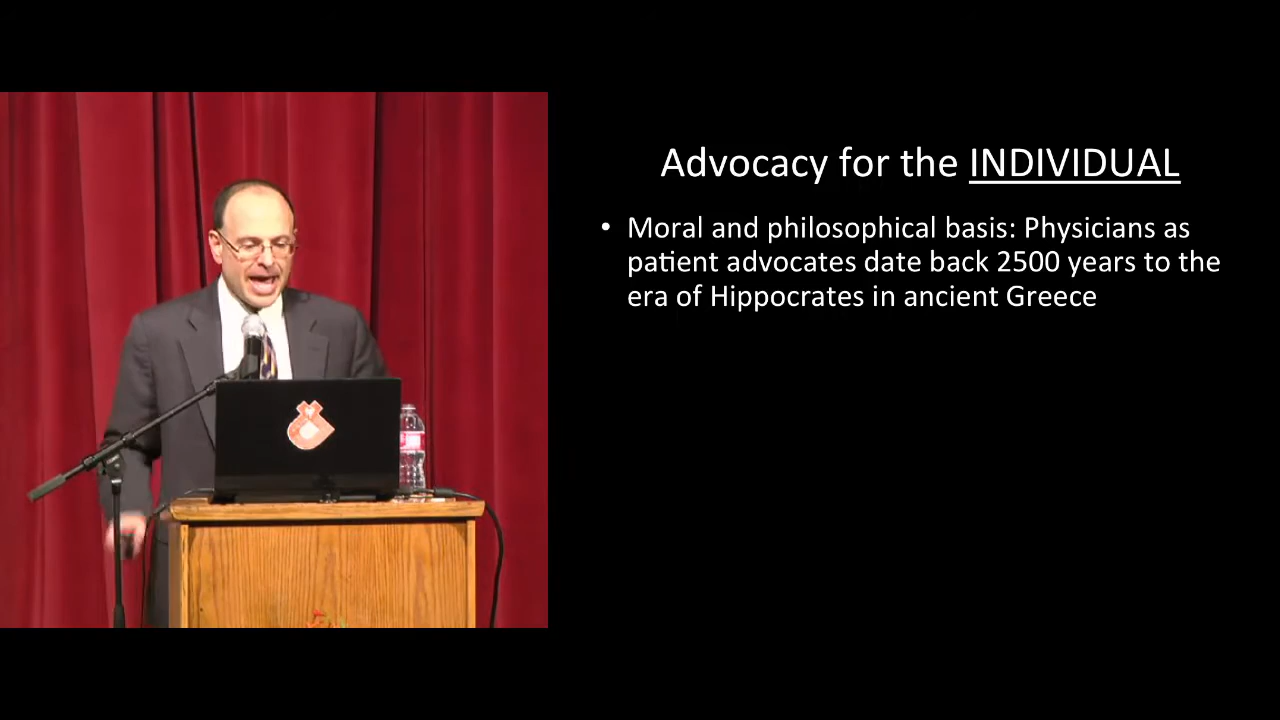 Advocacy for the INDIVIDUAL
• Moral and philosophical basis: Physicians as
patient advocates date back 2500 years to the
era of Hippocrates in ancient Greece